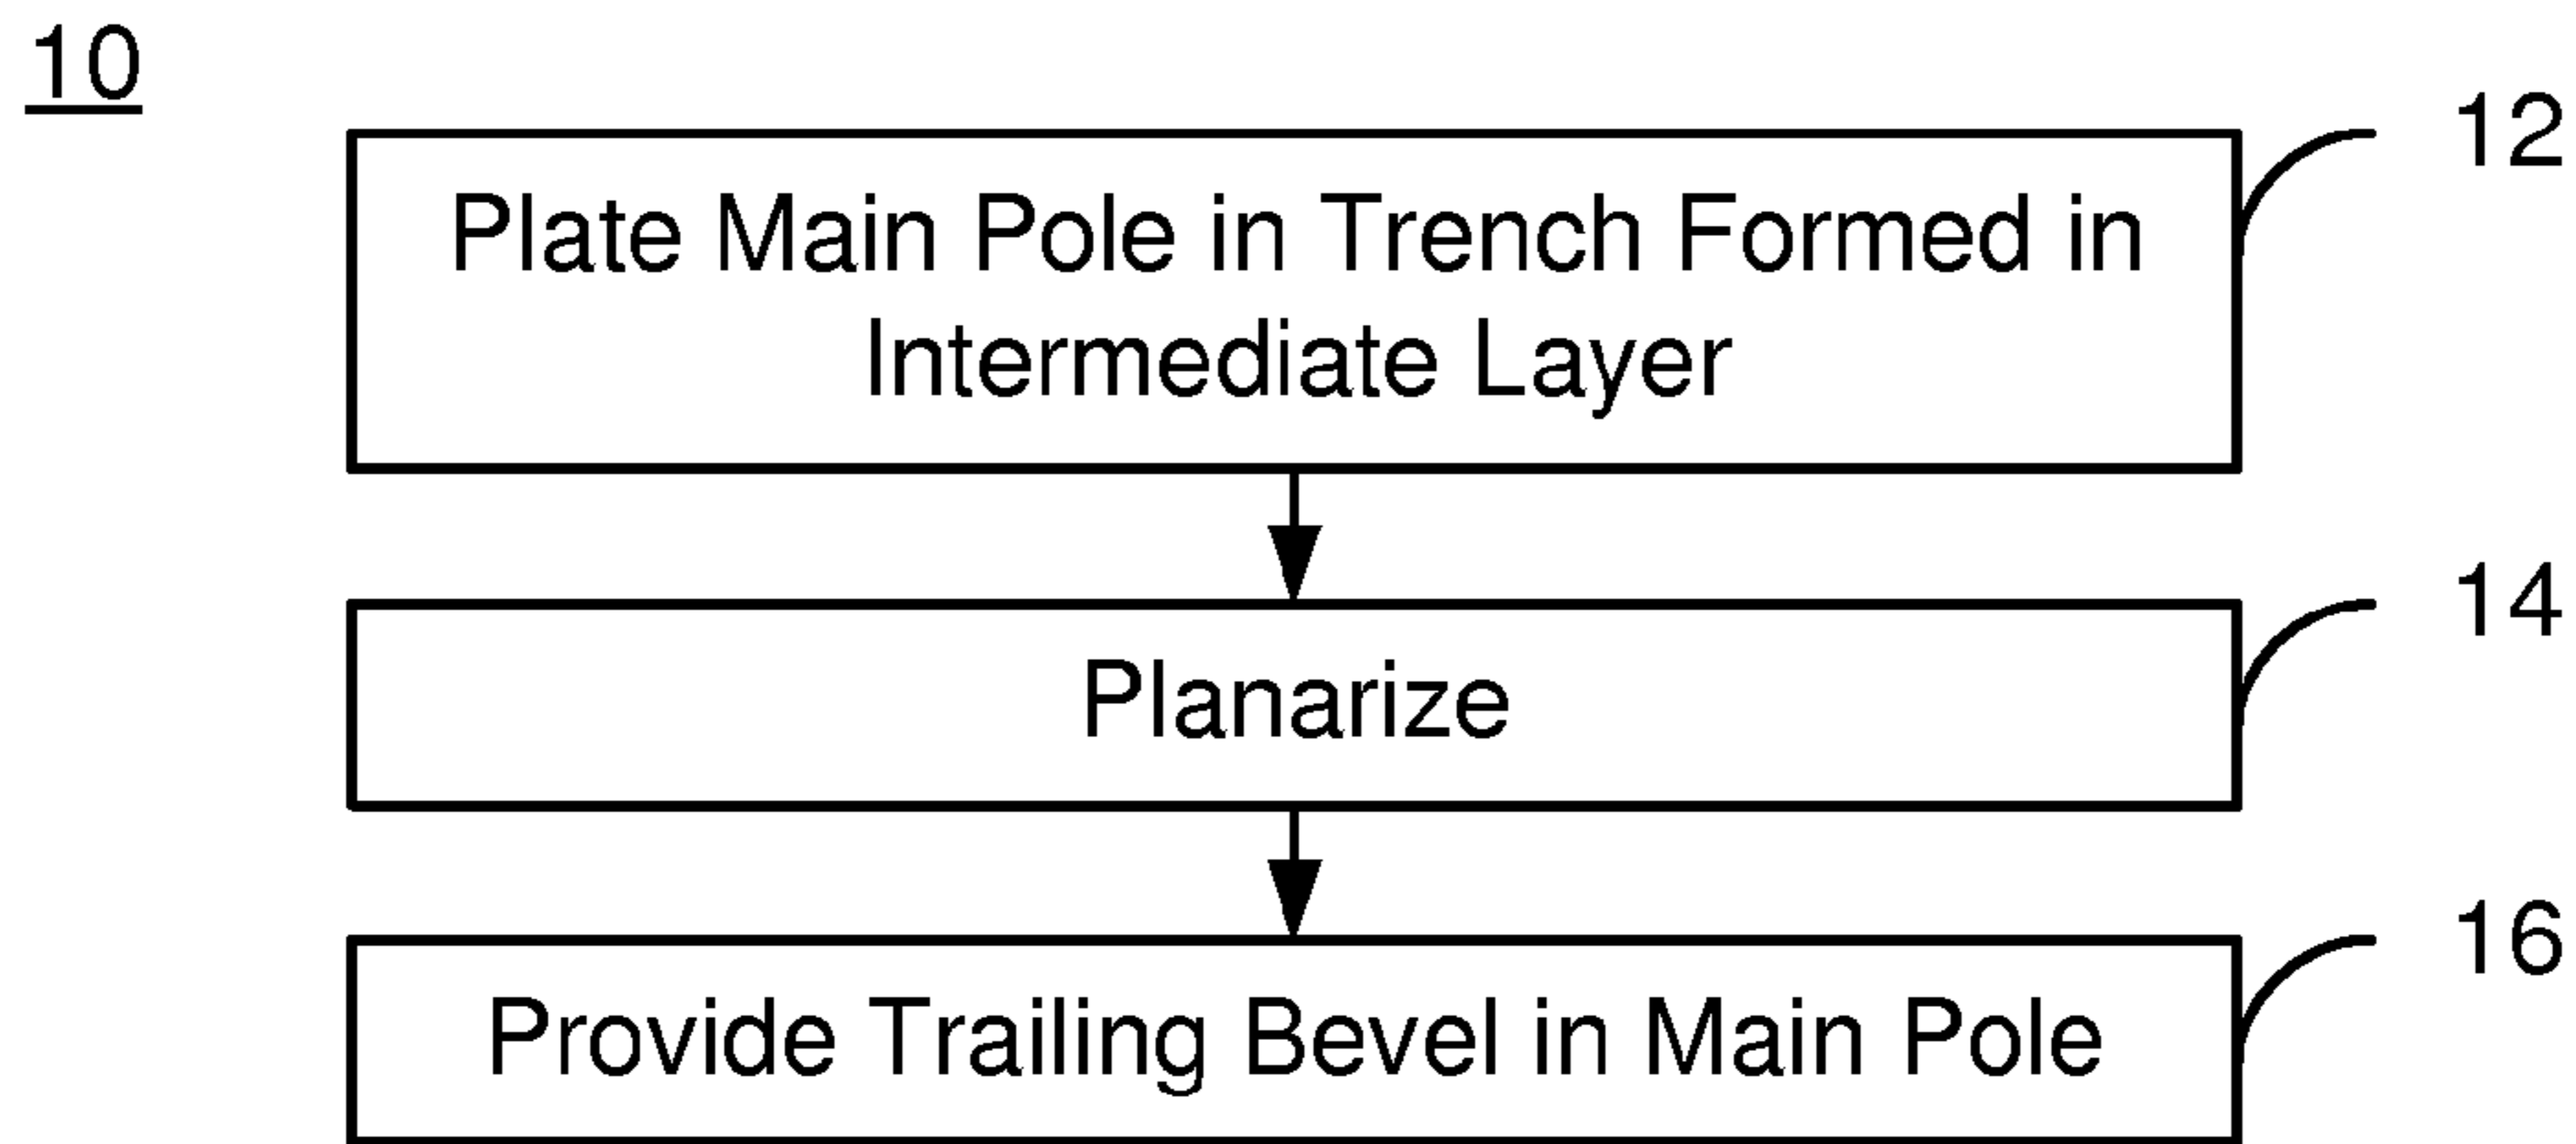 10
12
Plate Main Pole in Trench Formed in
Intermediate Layer
14
Planarize
16
Provide Trailing Bevel in Main Pole